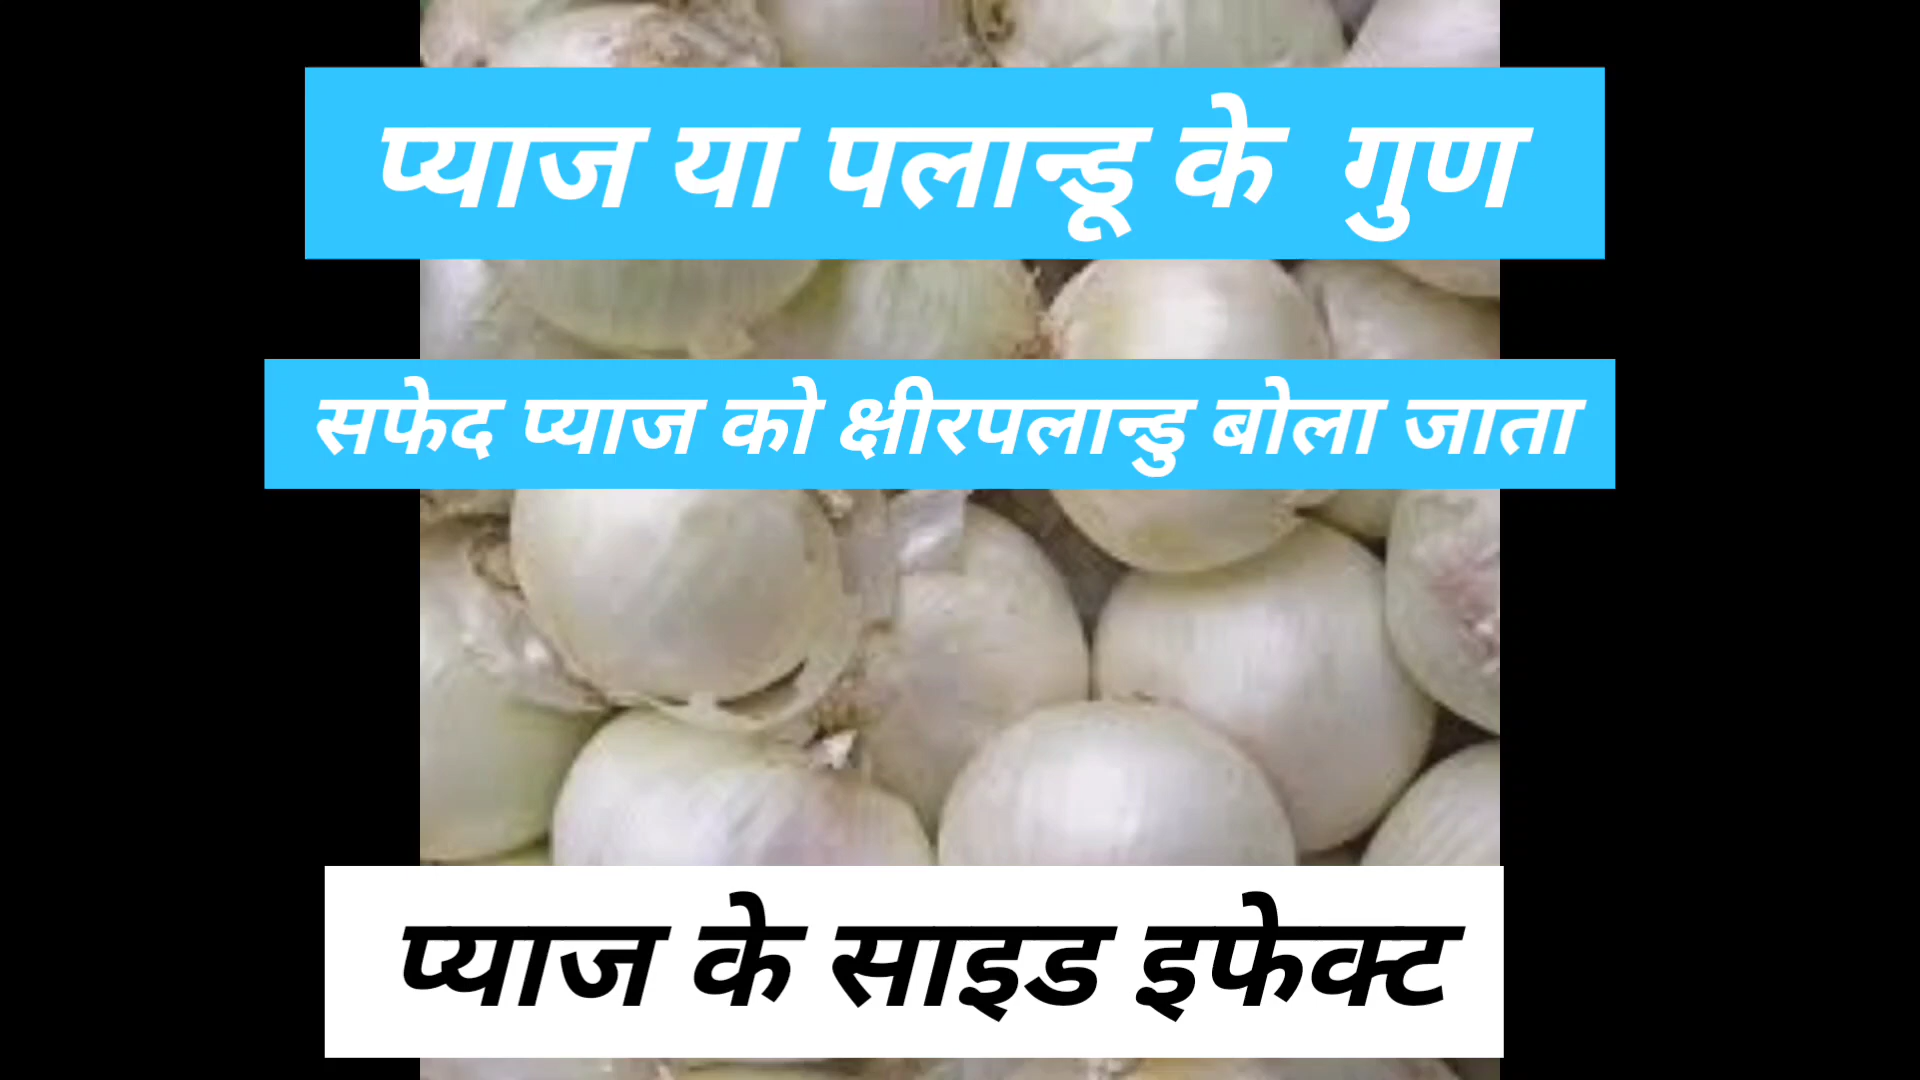 प्याज या पलान्डू के गुण
सफेद प्याज को क्षीरपलान्डु बोला जाता
प्याज के साइड इफेक्ट